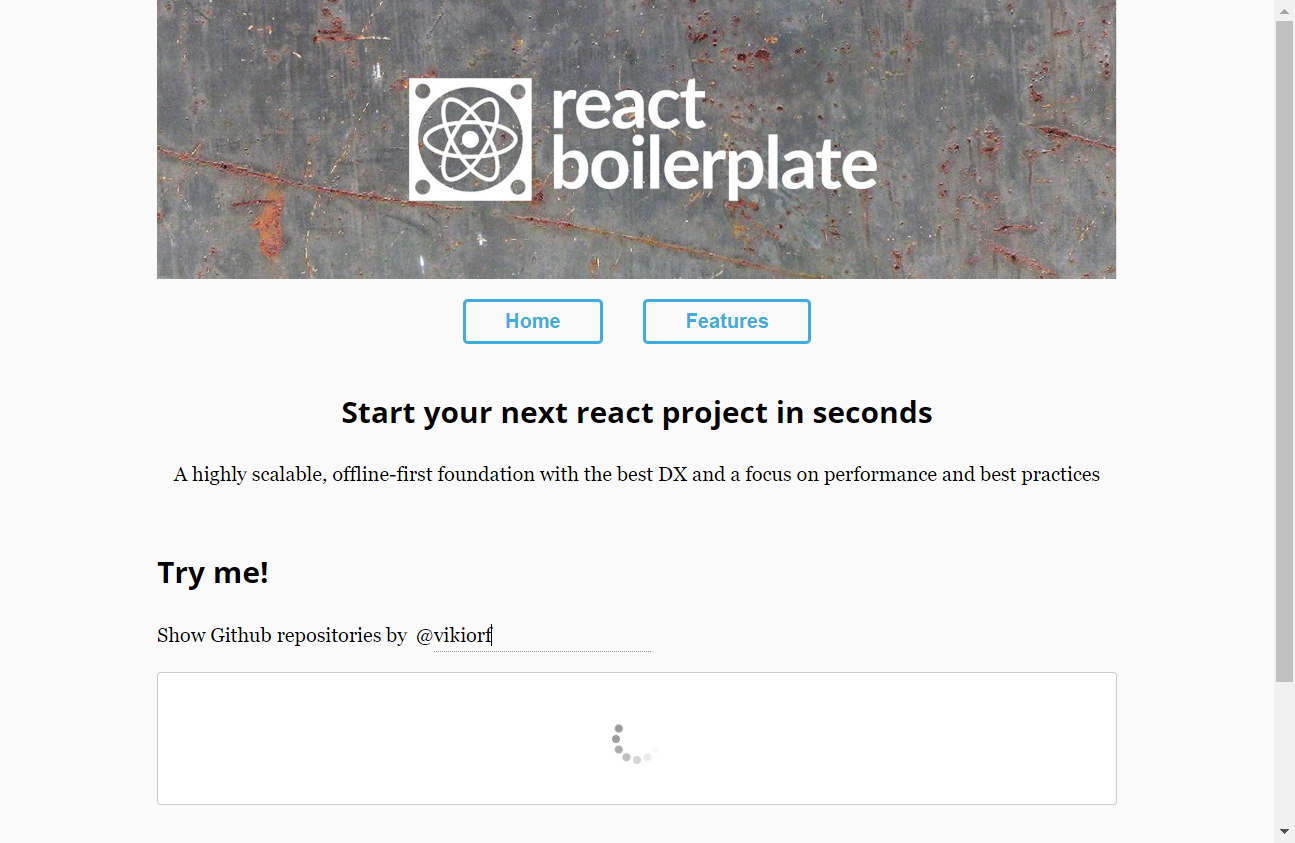 react
boilerplate
Home Features
Start your next react project in seconds
A highly scalable, offline-first foundation with the best DX and a focus on performance and best practices
Try me!
Show Github repositories by @vikiorf